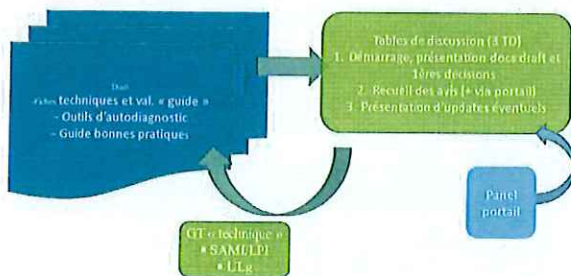 Draft
-Fiches techniques et val. « guide »
- Outils d'autodiagnostic
- Guide bonnes pratiques
Tables de discussion (3 TD)
1. Démarrage, présentation docs draft et
1ères decisions
2. Recueil des avis (+ via portail)
3. Présentation d'updates éventuels
Panel
portail
GT « technique »
▪ SAMI/LPI
▪ ULg